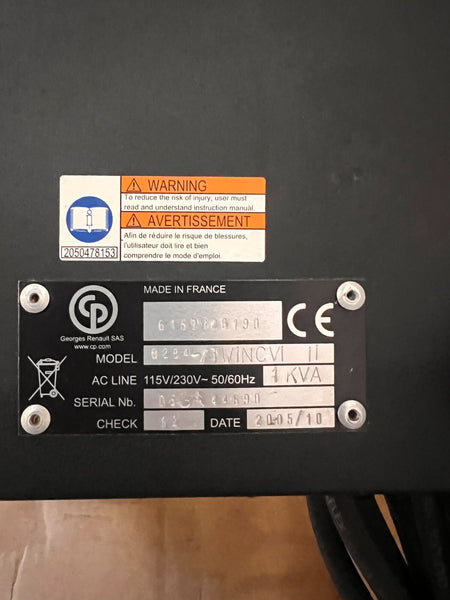 WARNING
To reduce the risk of injury, user must
read and understand instruction manual.
AVERTISSEMENT
Afin de réduire le risque de blessures,
l'utilisateur doit lire et bien
comprendre le mode d'emploi.
2050478153
CP
MADE IN FRANCE
Georges Renault SAS
www.cp.com
CE
MODEL TWINCVI II
AC LINE 115V/230V~ 50/60Hz 1 KVA
SERIAL Nb.
CHECK DATE 2005/10